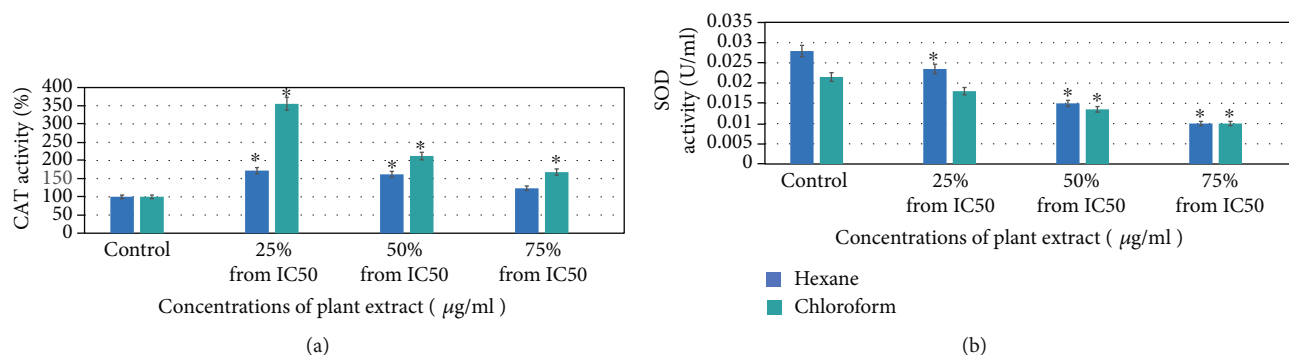 CAT activity (%)
400
350
300
250
200
150
100
50
0
*
*
*
*
*
Control
25%
from IC50
50%
from IC50
75%
from IC50
Concentrations of plant extract ( μg/ml )
(a)
SOD
activity (U/ml)
0.035
0.03
0.025
0.02
0.015
0.01
0.005
0
*
*
*
*
*
Control
25%
from IC50
50%
from IC50
75%
from IC50
Concentrations of plant extract ( μg/ml )
Hexane
Chloroform
(b)